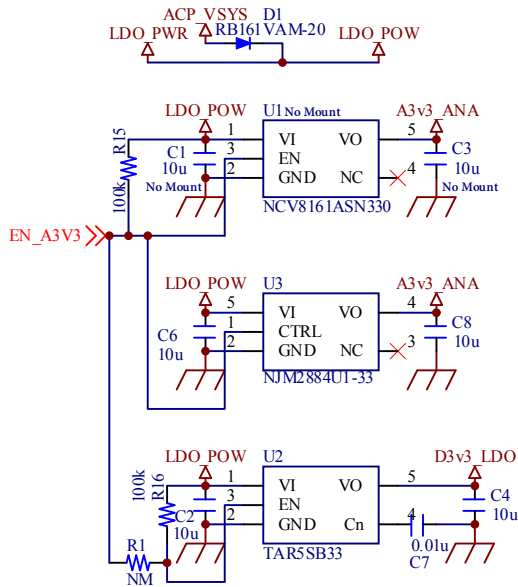 ACP_VSYS D1
LDO_PWR RB161VAM-20 LDO_POW
LDO_POW U1 No Mount A3v3_ANA
R15 100k
C1 10u No Mount
1 VI VO 5
3 EN
2 GND NC 4
C3 10u No Mount
NCV8161ASN330
EN_A3V3
LDO_POW U3 A3v3_ANA
C6 10u
5 VI VO 4
1 CTRL
2 GND NC 3
C8 10u
NJM2884U1-33
LDO_POW U2 D3v3_LDO
100k R16
C2 10u
1 VI VO 5
3 EN
2 GND Cn 4
C4 10u
0.01u
C7
TAR5SB33
R1
NM